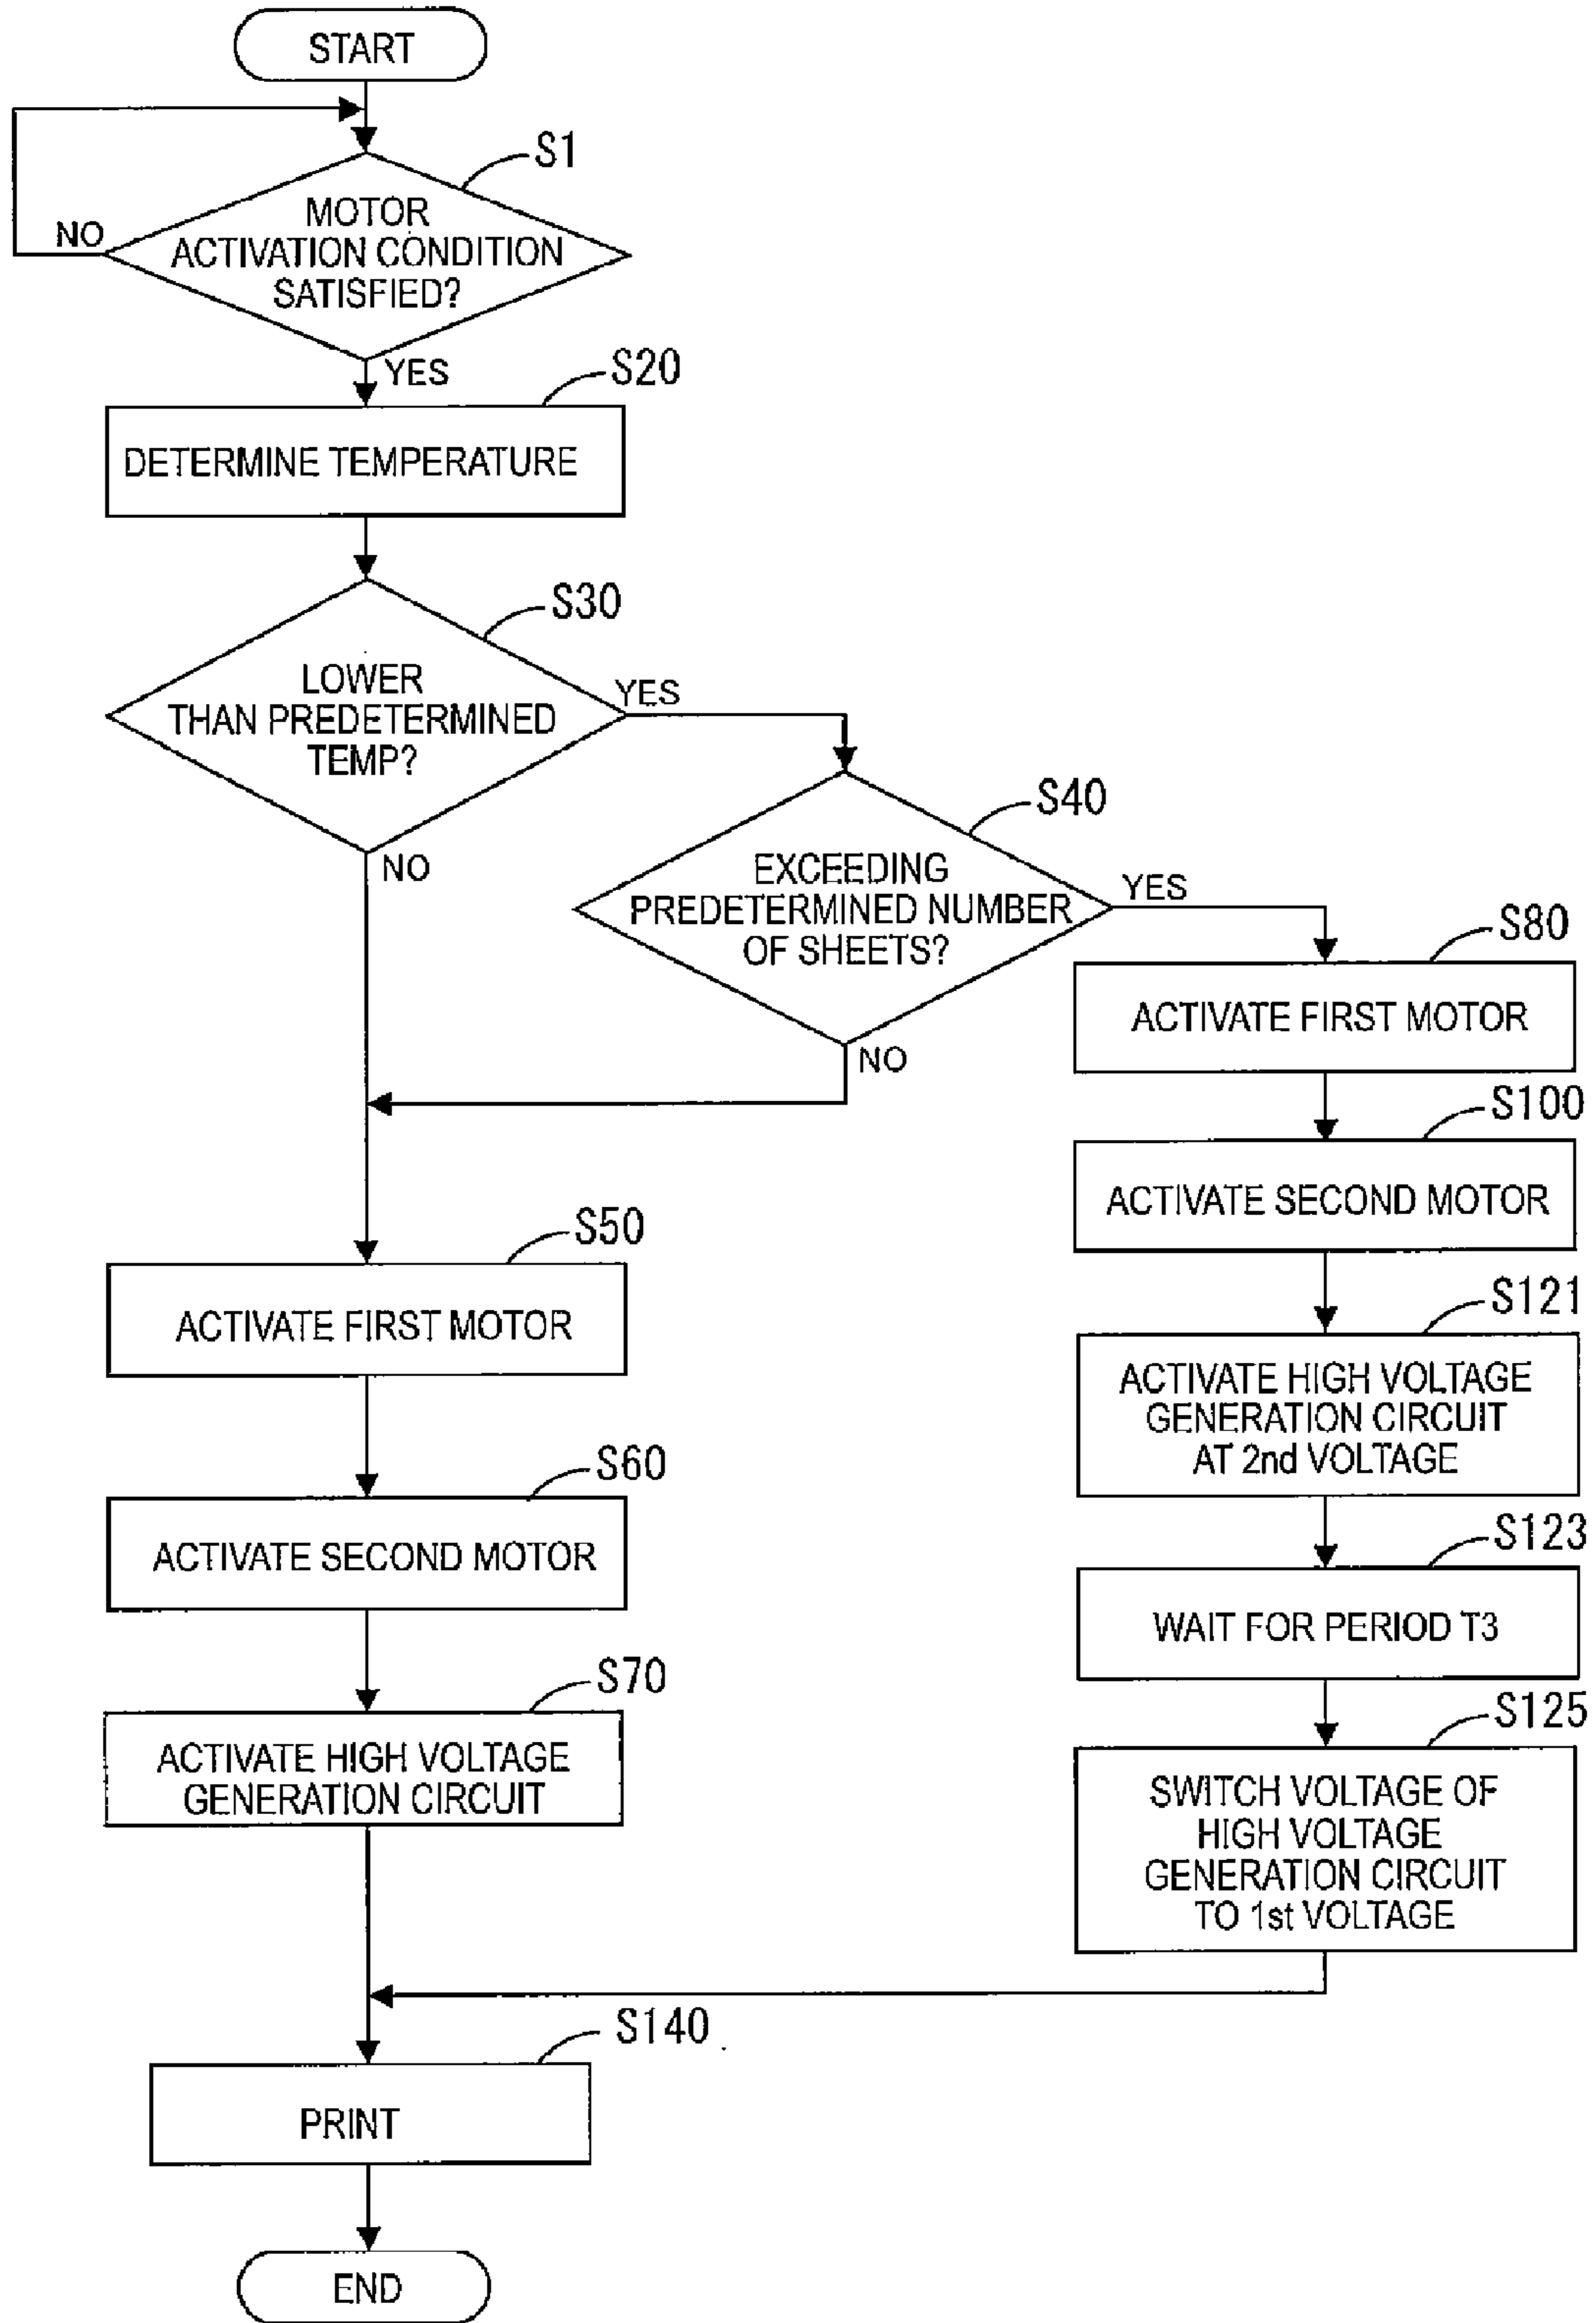 START
S1
MOTOR
ACTIVATION CONDITION
SATISFIED?
NO
YES
S20
DETERMINE TEMPERATURE
S30
LOWER
THAN PREDETERMINED
TEMP?
YES
NO
S40
EXCEEDING
PREDETERMINED NUMBER
OF SHEETS?
YES
NO
S80
ACTIVATE FIRST MOTOR
S100
ACTIVATE SECOND MOTOR
S121
ACTIVATE HIGH VOLTAGE
GENERATION CIRCUIT
AT 2nd VOLTAGE
S123
WAIT FOR PERIOD T3
S125
SWITCH VOLTAGE OF
HIGH VOLTAGE
GENERATION CIRCUIT
TO 1st VOLTAGE
S50
ACTIVATE FIRST MOTOR
S60
ACTIVATE SECOND MOTOR
S70
ACTIVATE HIGH VOLTAGE
GENERATION CIRCUIT
S140
PRINT
END